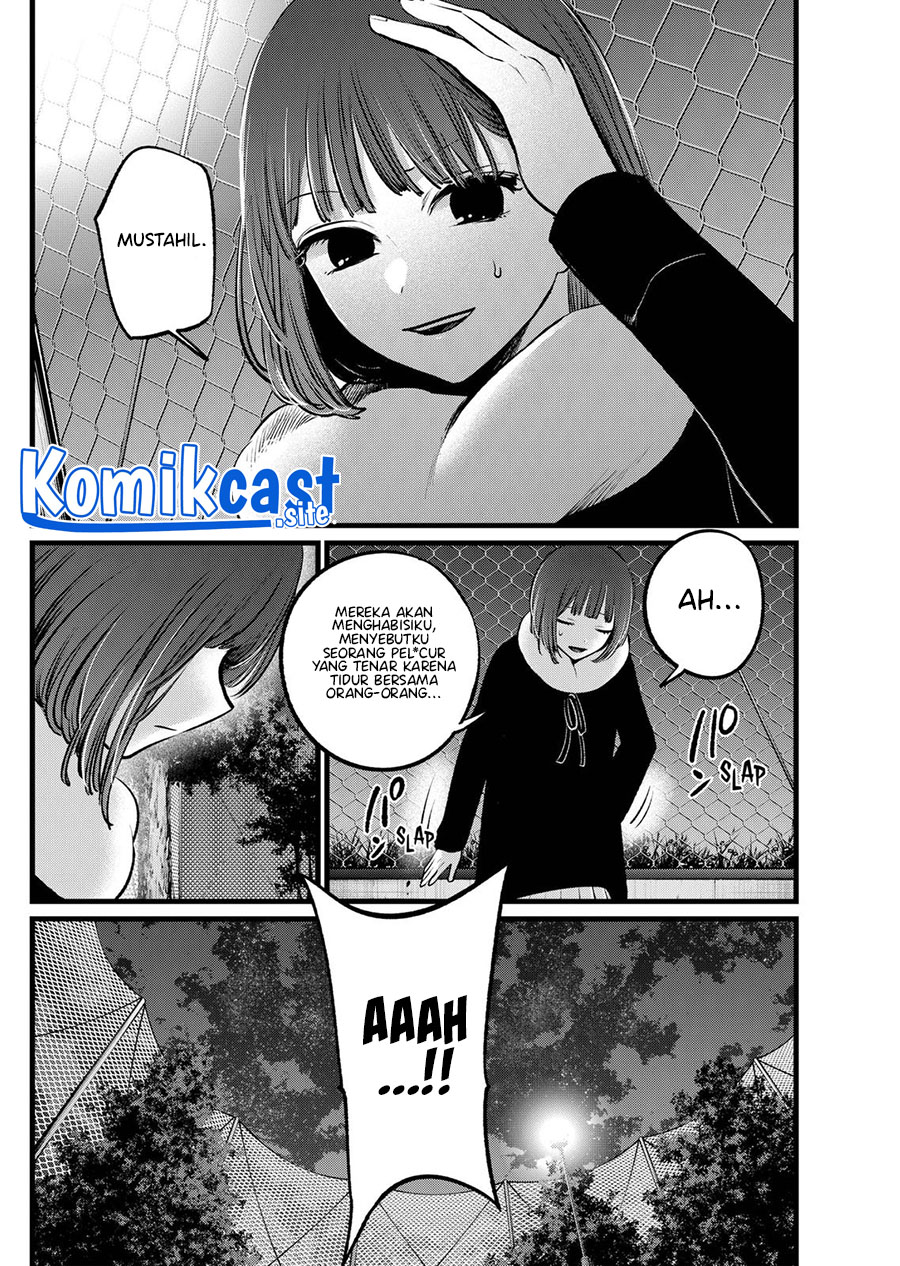 MUSTAHIL.
Komikcast
.site
AH...
MEREKA AKAN
MENGHABISIKU,
MENYEBUTKU
SEORANG PEL*CUR
YANG TENAR KARENA
TIDUR BERSAMA
ORANG-ORANG...
パン
SLAP
パン
SLAP
AAAH
...!!